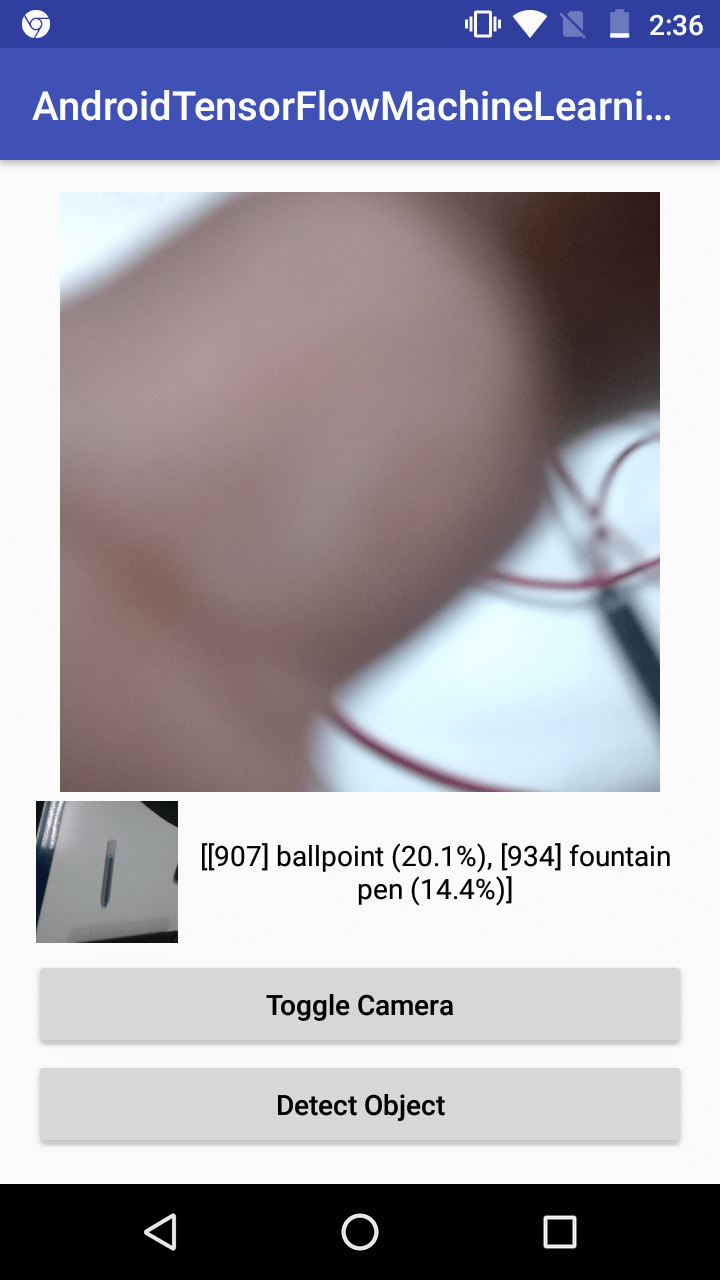 2:36
AndroidTensorFlowMachineLearni...
[[907] ballpoint (20.1%), [934] fountain
pen (14.4%)]
Toggle Camera
Detect Object